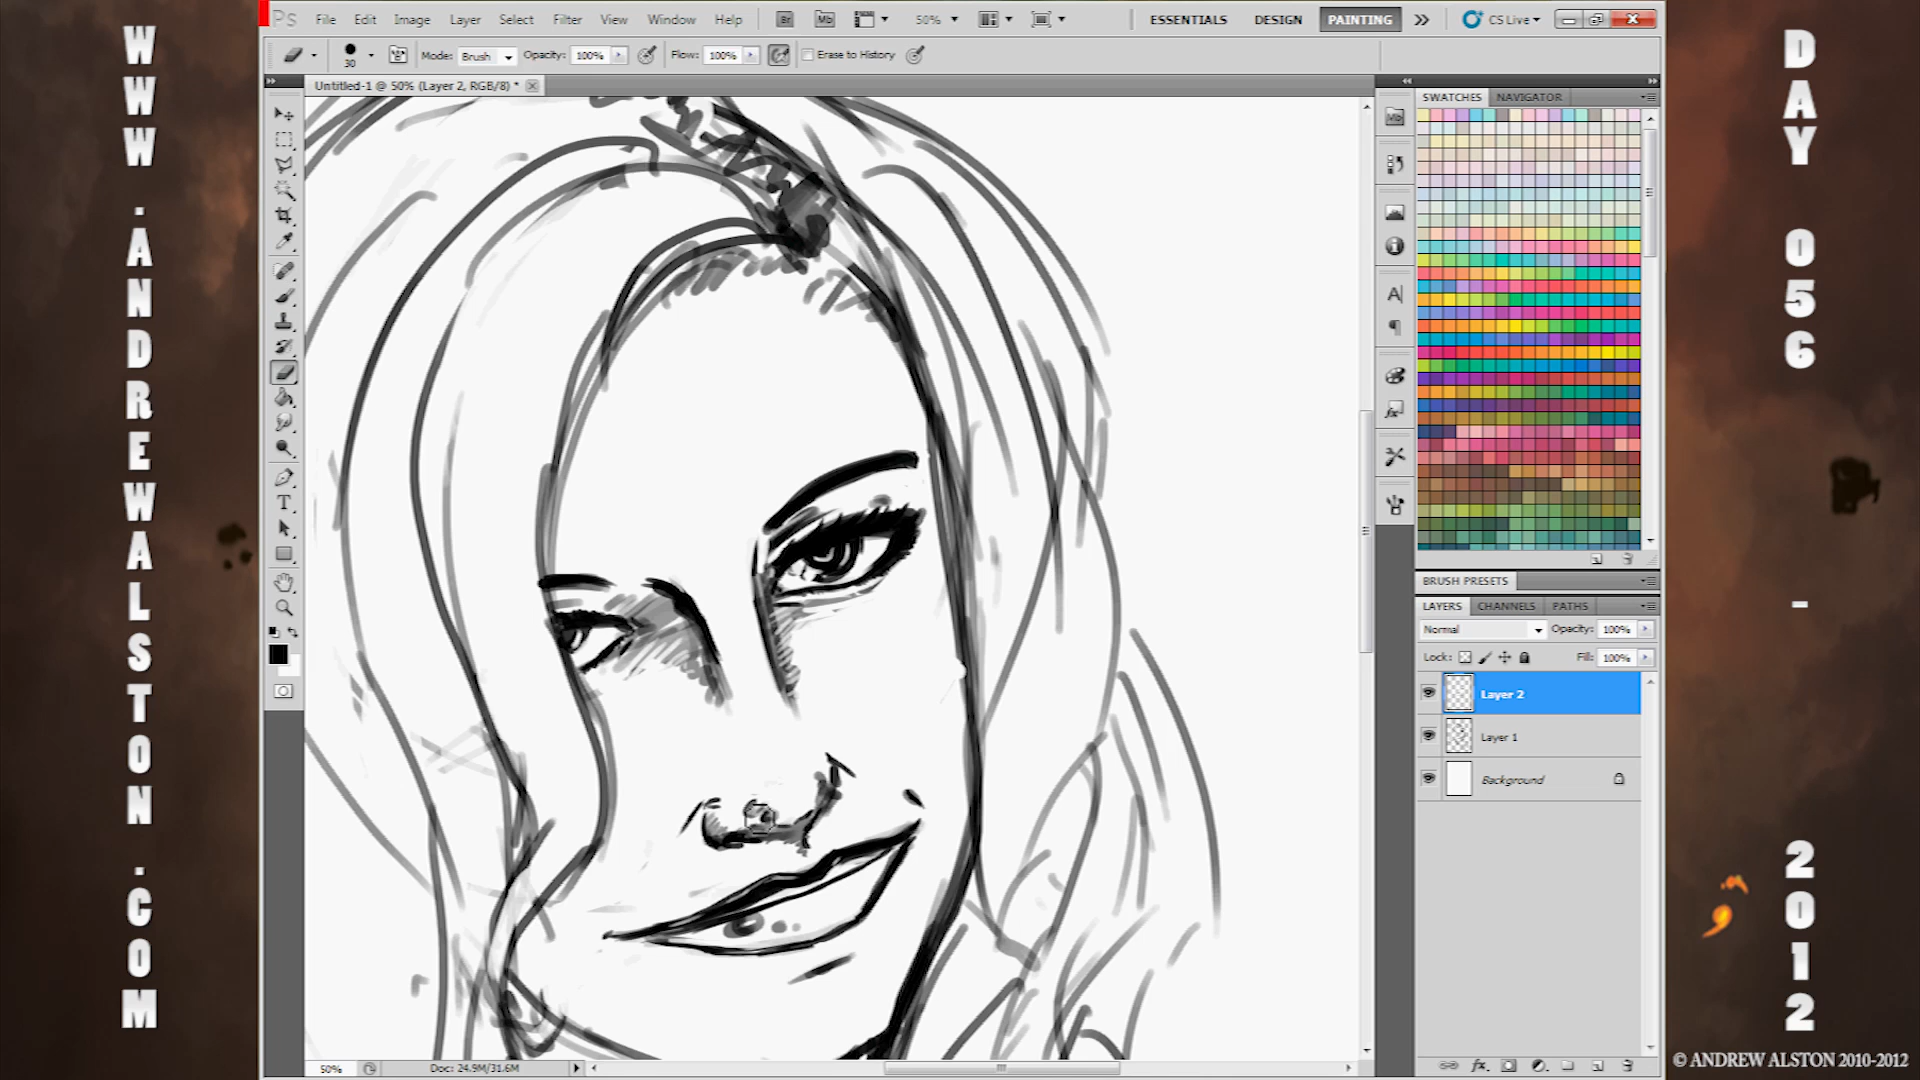 WWW.ANDREWALSTON.COM
Ps File Edit Image Layer Select Filter View Window Help Br Mb 50% ESSENTIALS DESIGN PAINTING CS Live
30 Mode: Brush Opacity: 100% Flow: 100% Erase to History
Untitled-1 @ 50% (Layer 2, RGB/8) *
SWATCHES NAVIGATOR
BRUSH PRESETS
LAYERS CHANNELS PATHS
Normal Opacity: 100%
Lock: Fill: 100%
Layer 2
Layer 1
Background
50% Doc: 24.9M/31.6M
DAY 056 - 2012
© ANDREW ALSTON 2010-2012